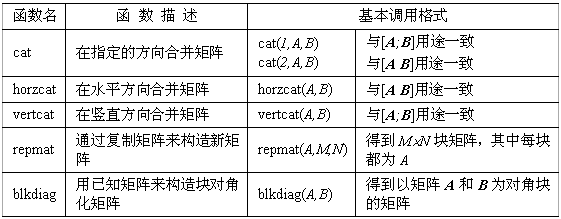 函数名 函 数 描 述 基本调用格式
cat 在指定的方向合并矩阵 cat(1,A,B) 与[A;B]用途一致
cat(2,A,B) 与[A B]用途一致
horzcat 在水平方向合并矩阵 horzcat(A,B) 与[A B]用途一致
vertcat 在竖直方向合并矩阵 vertcat(A,B) 与[A;B]用途一致
repmat 通过复制矩阵来构造新矩 repmat(A,M,N) 得到 M×N 块矩阵，其中每块
阵 都为 A
blkdiag 用已知矩阵来构造块对角 blkdiag(A,B) 得到以矩阵 A 和 B 为对角块
化矩阵 的矩阵